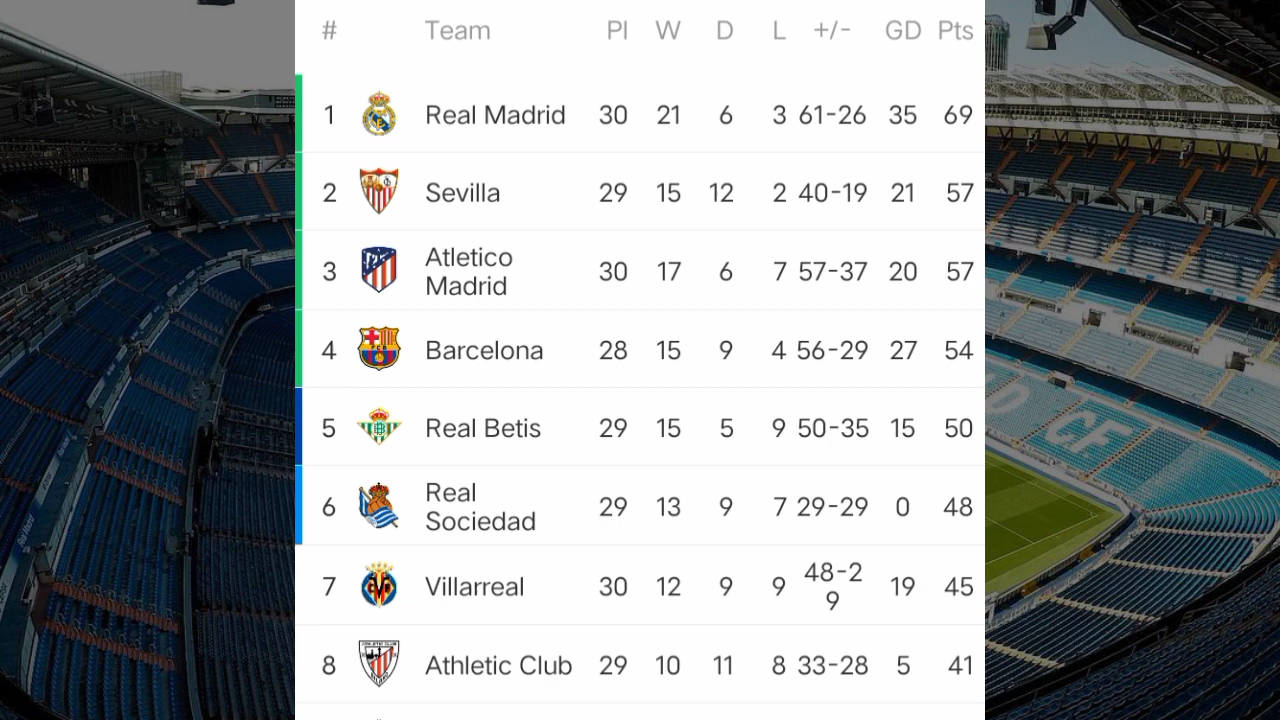 # Team Pl W D L +/- GD Pts
1 Real Madrid 30 21 6 3 61-26 35 69
2 Sevilla 29 15 12 2 40-19 21 57
3 Atletico Madrid 30 17 6 7 57-37 20 57
4 Barcelona 28 15 9 4 56-29 27 54
5 Real Betis 29 15 5 9 50-35 15 50
6 Real Sociedad 29 13 9 7 29-29 0 48
7 Villarreal 30 12 9 9 48-29 19 45
8 Athletic Club 29 10 11 8 33-28 5 41
D CF